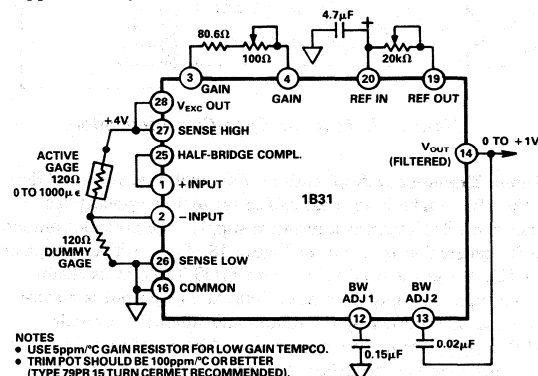 4.7µF
+
80.6Ω
100Ω
20kΩ
3
4
20
19
GAIN
GAIN
REF IN
REF OUT
28
VEXC OUT
+4V
27
SENSE HIGH
VOUT
(FILTERED)
14
0 TO +1V
25
HALF-BRIDGE COMPL.
ACTIVE
GAGE
120Ω
0 TO 1000µ ε
1
+INPUT
1B31
2
−INPUT
120Ω
DUMMY
GAGE
26
SENSE LOW
16
COMMON
BW
ADJ 1
BW
ADJ 2
12
13
0.15µF
0.02µF
NOTES
• USE 5ppm/°C GAIN RESISTOR FOR LOW GAIN TEMPCO.
• TRIM POT SHOULD BE 100ppm/°C OR BETTER
(TYPE 79PR 15 TURN CERMET RECOMMENDED).